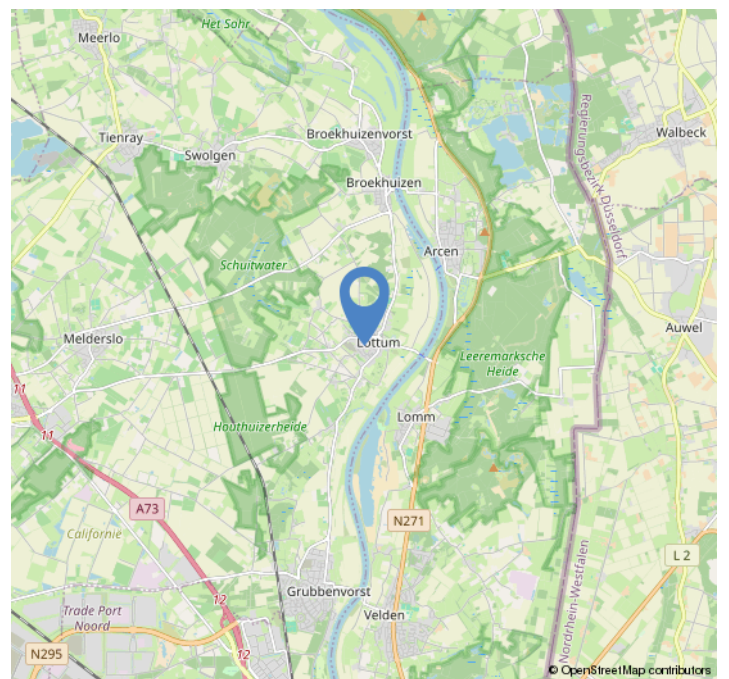 Het Sohr
Meerlo
Tienray
Swolgen
Broekhuizenvorst
Walbeck
Broekhuizen
Regierungsbezirk Düsseldorf
Arcen
Schuitwater
Auwel
Melderslo
Lottum
Leeremarksche
Heide
11
Lomm
Houthuizerheide
11
A73
N271
Californië
L 2
Grubbenvorst
Nordrhein-Westfalen
12
Trade Port
Noord
Velden
N295
12
© OpenStreetMap contributors